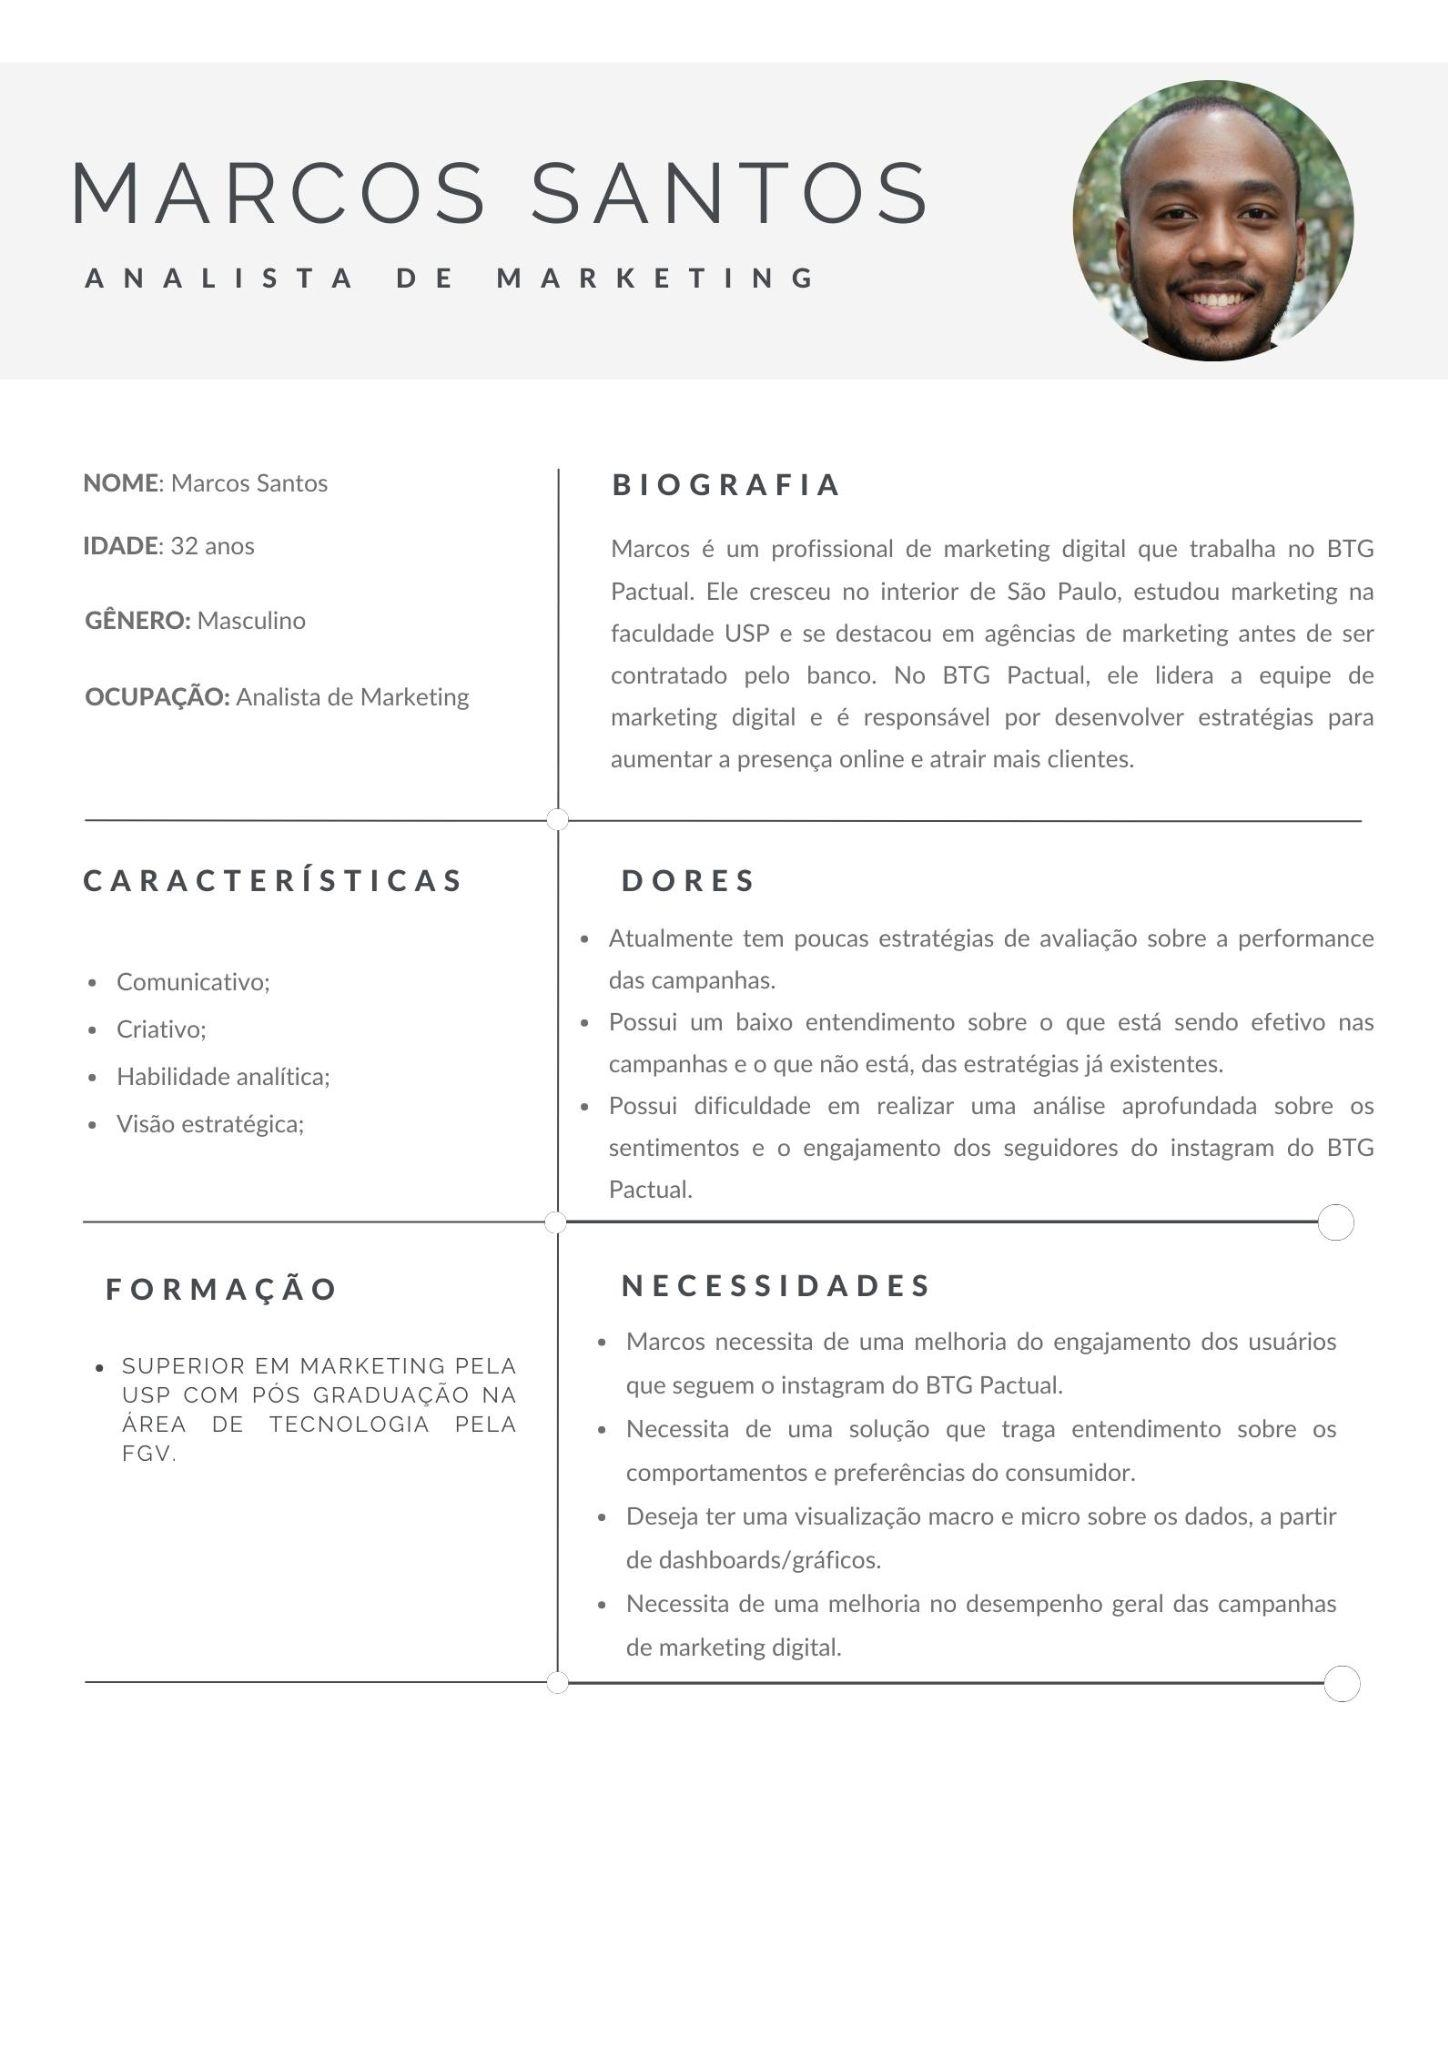 MARCOS SANTOS
ANALISTA DE MARKETING
NOME: Marcos Santos
IDADE: 32 anos
GÊNERO: Masculino
OCUPAÇÃO: Analista de Marketing
BIOGRAFIA
Marcos é um profissional de marketing digital que trabalha no BTG
Pactual. Ele cresceu no interior de São Paulo, estudou marketing na
faculdade USP e se destacou em agências de marketing antes de ser
contratado pelo banco. No BTG Pactual, ele lidera a equipe de
marketing digital e é responsável por desenvolver estratégias para
aumentar a presença online e atrair mais clientes.
CARACTERÍSTICAS
• Comunicativo;
• Criativo;
• Habilidade analítica;
• Visão estratégica;
DORES
• Atualmente tem poucas estratégias de avaliação sobre a performance
das campanhas.
• Possui um baixo entendimento sobre o que está sendo efetivo nas
campanhas e o que não está, das estratégias já existentes.
• Possui dificuldade em realizar uma análise aprofundada sobre os
sentimentos e o engajamento dos seguidores do instagram do BTG
Pactual.
FORMAÇÃO
• SUPERIOR EM MARKETING PELA
USP COM PÓS GRADUAÇÃO NA
ÁREA DE TECNOLOGIA PELA
FGV.
NECESSIDADES
• Marcos necessita de uma melhoria do engajamento dos usuários
que seguem o instagram do BTG Pactual.
• Necessita de uma solução que traga entendimento sobre os
comportamentos e preferências do consumidor.
• Deseja ter uma visualização macro e micro sobre os dados, a partir
de dashboards/gráficos.
• Necessita de uma melhoria no desempenho geral das campanhas
de marketing digital.